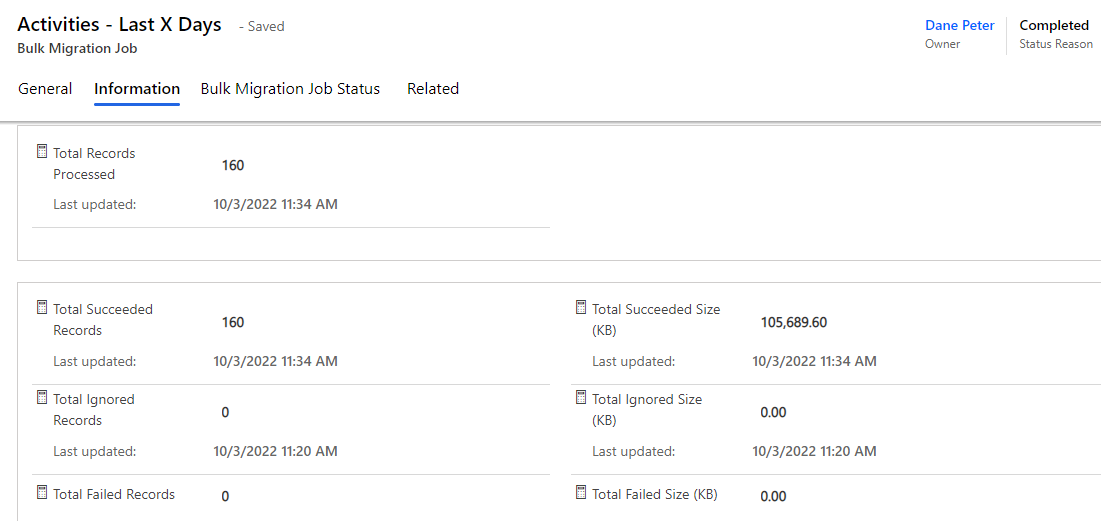 Activities - Last X Days - Saved
Bulk Migration Job
Dane Peter
Owner
Completed
Status Reason
General Information Bulk Migration Job Status Related
Total Records
Processed
160
Last updated: 10/3/2022 11:34 AM
Total Succeeded
Records
160
Last updated: 10/3/2022 11:34 AM
Total Succeeded Size
(KB)
105,689.60
Last updated: 10/3/2022 11:34 AM
Total Ignored
Records
0
Last updated: 10/3/2022 11:20 AM
Total Ignored Size
(KB)
0.00
Last updated: 10/3/2022 11:20 AM
Total Failed Records 0
Total Failed Size (KB) 0.00